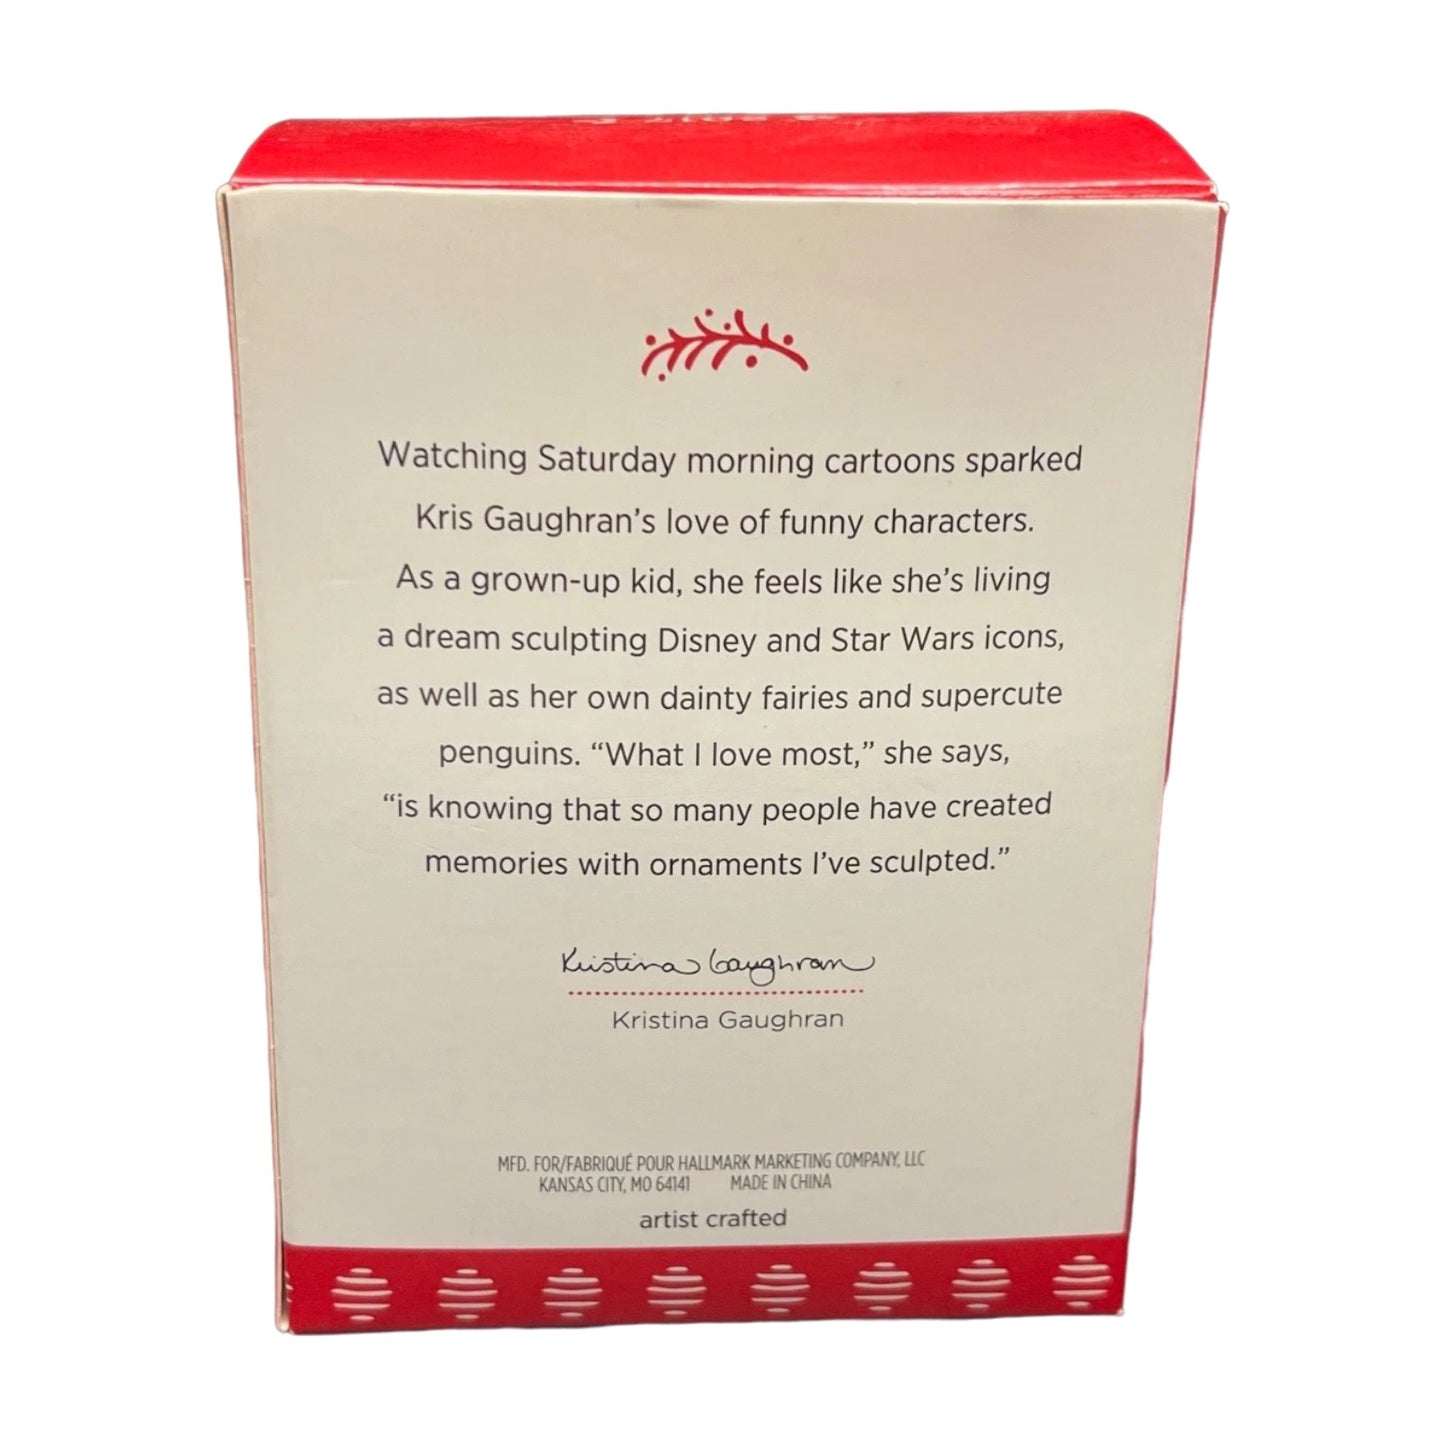 Watching Saturday morning cartoons sparked
Kris Gaughran’s love of funny characters.
As a grown-up kid, she feels like she’s living
a dream sculpting Disney and Star Wars icons,
as well as her own dainty fairies and supercute
penguins. “What I love most,” she says,
“is knowing that so many people have created
memories with ornaments I’ve sculpted.”
Kristina Gaughran
Kristina Gaughran
MFD. FOR/FABRIQUÉ POUR HALLMARK MARKETING COMPANY, LLC
KANSAS CITY, MO 64141 MADE IN CHINA
artist crafted